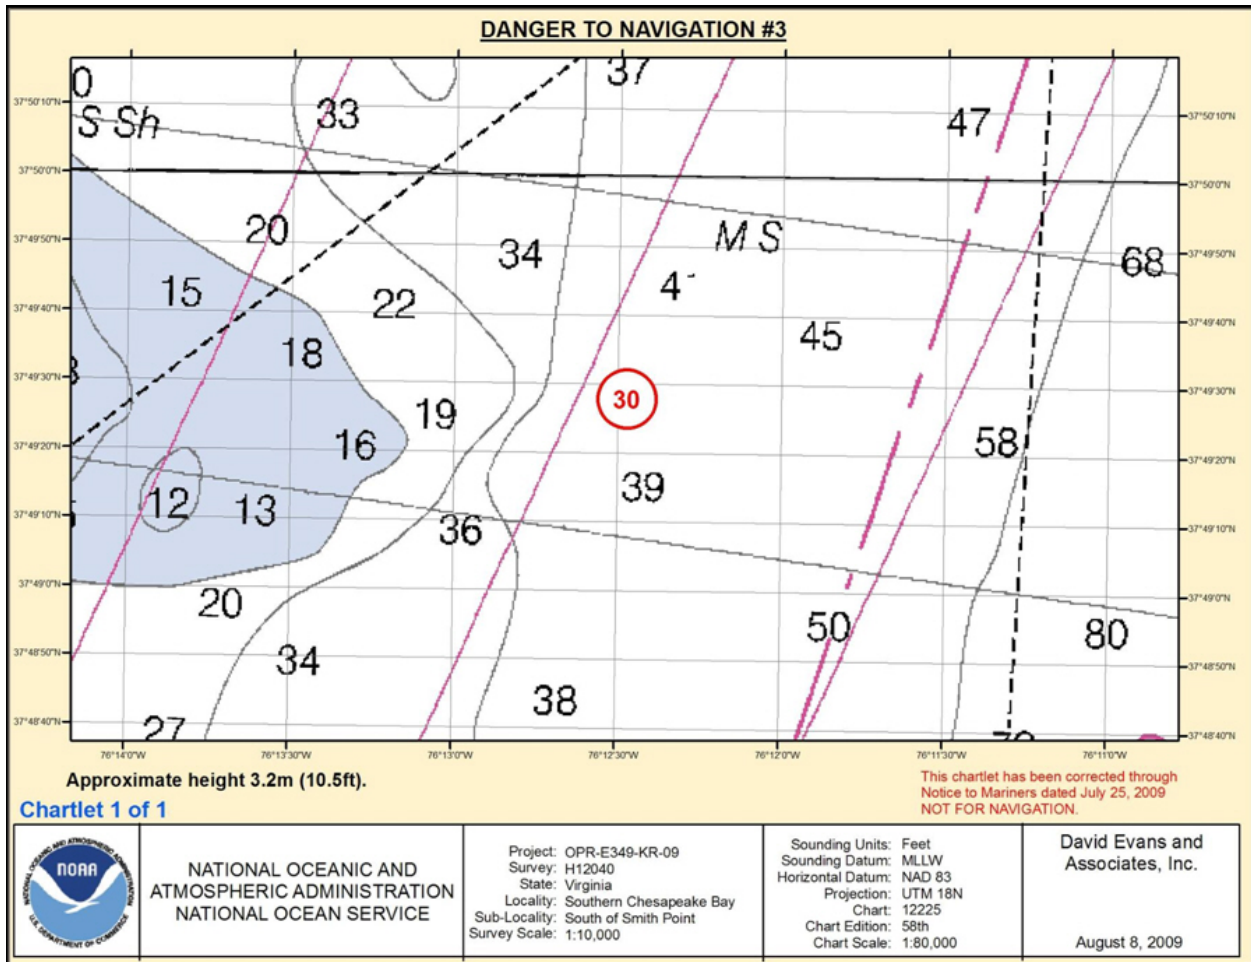 DANGER TO NAVIGATION #3
37
33
47
S Sh
37°50'10"N
37°50'10"N
37°50'0"N
37°50'0"N
20
34
M S
68
37°49'50"N
37°49'50"N
15
22
4
45
37°49'40"N
37°49'40"N
18
30
37°49'30"N
37°49'30"N
19
16
58
37°49'20"N
37°49'20"N
12
13
36
39
37°49'10"N
37°49'10"N
20
50
80
37°49'0"N
37°49'0"N
34
38
37°48'50"N
37°48'50"N
27
37°48'40"N
37°48'40"N
76°14'0"W
76°13'30"W
76°13'0"W
76°12'30"W
76°12'0"W
76°11'30"W
76°11'0"W
Approximate height 3.2m (10.5ft).
This chartlet has been corrected through
Notice to Mariners dated July 25, 2009
NOT FOR NAVIGATION.
Chartlet 1 of 1
NATIONAL OCEANIC AND ATMOSPHERIC ADMINISTRATION
NOAA
U.S. DEPARTMENT OF COMMERCE
NATIONAL OCEANIC AND
ATMOSPHERIC ADMINISTRATION
NATIONAL OCEAN SERVICE
Project: OPR-E349-KR-09
Survey: H12040
State: Virginia
Locality: Southern Chesapeake Bay
Sub-Locality: South of Smith Point
Survey Scale: 1:10,000
Sounding Units: Feet
Sounding Datum: MLLW
Horizontal Datum: NAD 83
Projection: UTM 18N
Chart: 12225
Chart Edition: 58th
Chart Scale: 1:80,000
David Evans and
Associates, Inc.
August 8, 2009